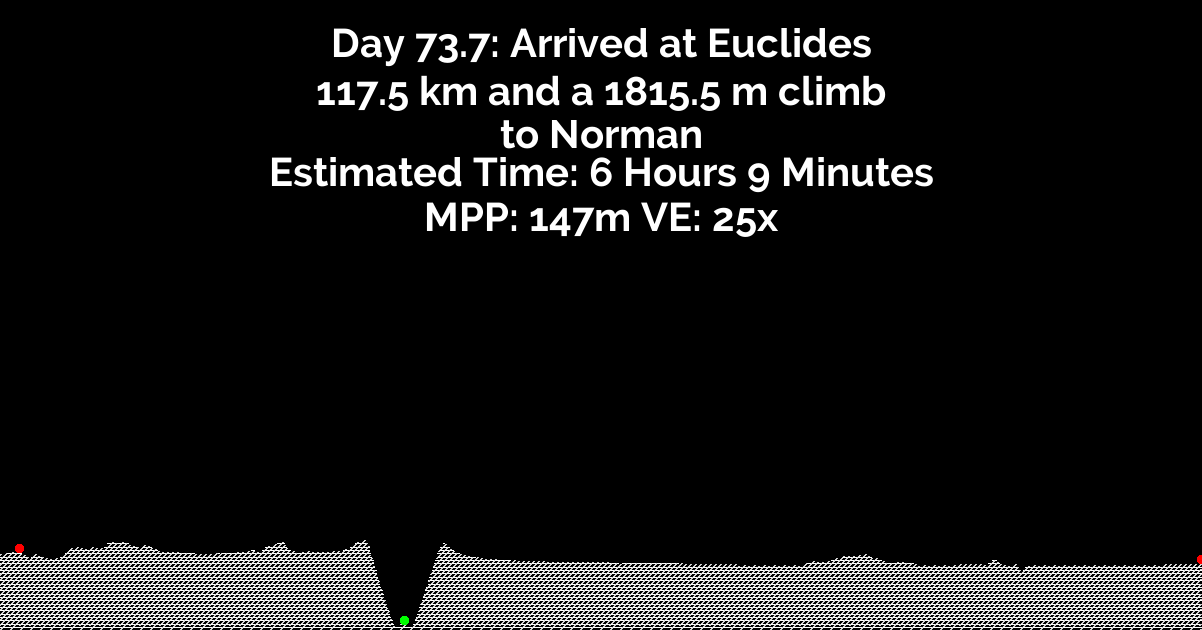 Day 73.7: Arrived at Euclides
117.5 km and a 1815.5 m climb
to Norman
Estimated Time: 6 Hours 9 Minutes
MPP: 147m VE: 25x